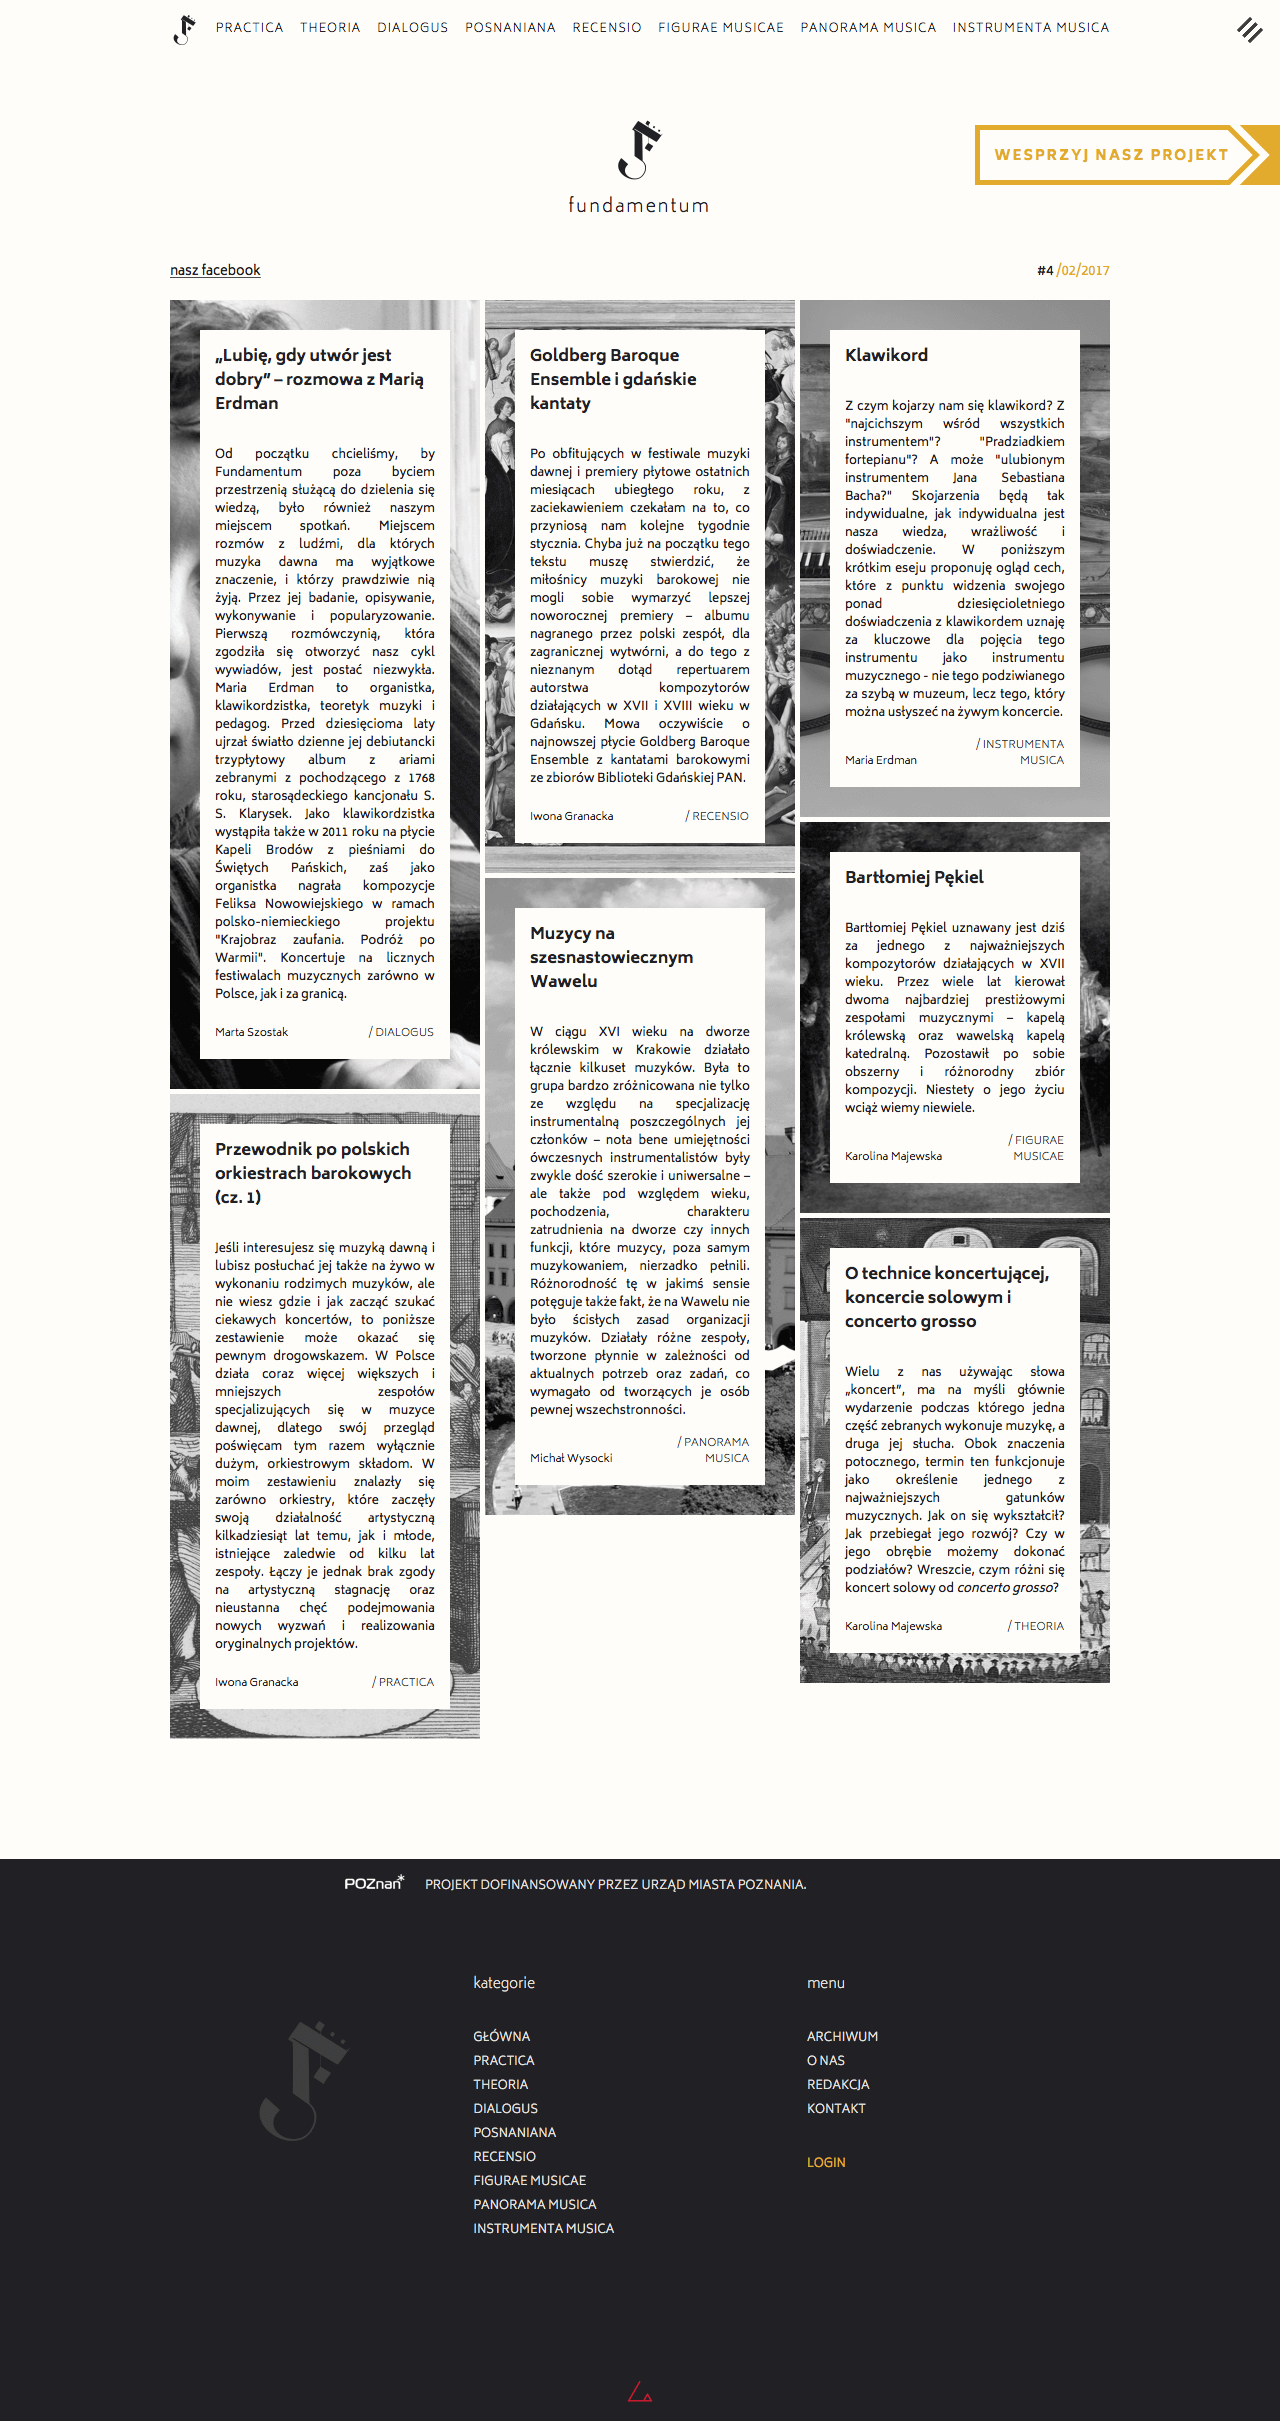 PRACTICA THEORIA DIALOGUS POSNANIANA RECENSIO FIGURAE MUSICAE PANORAMA MUSICA INSTRUMENTA MUSICA
fundamentum
WESPRZYJ NASZ PROJEKT
nasz facebook
#4 /02/2017
„Lubię, gdy utwór jest
dobry” – rozmowa z Marią
Erdman
Od początku chcieliśmy, by
Fundamentum poza byciem
przestrzenią służącą do dzielenia się
wiedzą, było również naszym
miejscem spotkań. Miejscem
rozmów z ludźmi, dla których
muzyka dawna ma wyjątkowe
znaczenie, i którzy prawdziwie nią
żyją. Przez jej badanie, opisywanie,
wykonywanie i popularyzowanie.
Pierwszą rozmówczynią, która
zgodziła się otworzyć nasz cykl
wywiadów, jest postać niezwykła.
Maria Erdman to organistka,
klawikordzistka, teoretyk muzyki i
pedagog. Przed dziesięcioma laty
ujrzał światło dzienne jej debiutancki
trzypłytowy album z ariami
zebranymi z pochodzącego z 1768
roku, starosądeckiego kancjonału S.
S. Klarysek. Jako klawikordzistka
wystąpiła także w 2011 roku na płycie
Kapeli Brodów z pieśniami do
Świętych Pańskich, zaś jako
organistka nagrała kompozycje
Feliksa Nowowiejskiego w ramach
polsko-niemieckiego projektu
"Krajobraz zaufania. Podróż po
Warmii". Koncertuje na licznych
festiwalach muzycznych zarówno w
Polsce, jak i za granicą.
Marta Szostak / DIALOGUS
Przewodnik po polskich
orkiestrach barokowych
(cz. 1)
Jeśli interesujesz się muzyką dawną i
lubisz posłuchać jej także na żywo w
wykonaniu rodzimych muzyków, ale
nie wiesz gdzie i jak zacząć szukać
ciekawych koncertów, to poniższe
zestawienie może okazać się
pewnym drogowskazem. W Polsce
działa coraz więcej większych i
mniejszych zespołów
specjalizujących się w muzyce
dawnej, dlatego swój przegląd
poświęcam tym razem wyłącznie
dużym, orkiestrowym składom. W
moim zestawieniu znalazły się
zarówno orkiestry, które zaczęły
swoją działalność artystyczną
kilkadziesiąt lat temu, jak i młode,
istniejące zaledwie od kilku lat
zespoły. Łączy je jednak brak zgody
na artystyczną stagnację oraz
nieustanna chęć podejmowania
nowych wyzwań i realizowania
oryginalnych projektów.
Iwona Granacka / PRACTICA
Goldberg Baroque
Ensemble i gdańskie
kantaty
Po obfitujących w festiwale muzyki
dawnej i premiery płytowe ostatnich
miesiącach ubiegłego roku, z
zaciekawieniem czekałam na to, co
przyniosą nam kolejne tygodnie
stycznia. Chyba już na początku tego
tekstu muszę stwierdzić, że
miłośnicy muzyki barokowej nie
mogli sobie wymarzyć lepszej
noworocznej premiery – albumu
nagranego przez polski zespół, dla
zagranicznej wytwórni, a do tego z
nieznanym dotąd repertuarem
autorstwa kompozytorów
działających w XVII i XVIII wieku w
Gdańsku. Mowa oczywiście o
najnowszej płycie Goldberg Baroque
Ensemble z kantatami barokowymi
ze zbiorów Biblioteki Gdańskiej PAN.
Iwona Granacka / RECENSIO
Muzycy na
szesnastowiecznym
Wawelu
W ciągu XVI wieku na dworze
królewskim w Krakowie działało
łącznie kilkuset muzyków. Była to
grupa bardzo zróżnicowana nie tylko
ze względu na specjalizację
instrumentalną poszczególnych jej
członków – nota bene umiejętności
ówczesnych instrumentalistów były
zwykle dość szerokie i uniwersalne –
ale także pod względem wieku,
pochodzenia, charakteru
zatrudnienia na dworze czy innych
funkcji, które muzycy, poza samym
muzykowaniem, nierzadko pełnili.
Różnorodność tę w jakimś sensie
potęguje także fakt, że na Wawelu nie
było ścisłych zasad organizacji
muzyków. Działały różne zespoły,
tworzone płynnie w zależności od
aktualnych potrzeb oraz zadań, co
wymagało od tworzących je osób
pewnej wszechstronności.
Michał Wysocki / PANORAMA
MUSICA
Klawikord
Z czym kojarzy nam się klawikord? Z
"najcichszym wśród wszystkich
instrumentem"? "Pradziadkiem
fortepianu"? A może "ulubionym
instrumentem Jana Sebastiana
Bacha?" Skojarzenia będą tak
indywidualne, jak indywidualna jest
nasza wiedza, wrażliwość i
doświadczenie. W poniższym
krótkim eseju proponuję ogląd cech,
które z punktu widzenia swojego
ponad dziesięcioletniego
doświadczenia z klawikordem uznaję
za kluczowe dla pojęcia tego
instrumentu jako instrumentu
muzycznego - nie tego podziwianego
za szybą w muzeum, lecz tego, który
można usłyszeć na żywym koncercie.
Maria Erdman / INSTRUMENTA
MUSICA
Bartłomiej Pękiel
Bartłomiej Pękiel uznawany jest dziś
za jednego z najważniejszych
kompozytorów działających w XVII
wieku. Przez wiele lat kierował
dwoma najbardziej prestiżowymi
zespołami muzycznymi – kapelą
królewską oraz wawelską kapelą
katedralną. Pozostawił po sobie
obszerny i różnorodny zbiór
kompozycji. Niestety o jego życiu
wciąż wiemy niewiele.
Karolina Majewska / FIGURAE
MUSICAE
O technice koncertującej,
koncercie solowym i
concerto grosso
Wielu z nas używając słowa
„koncert”, ma na myśli głównie
wydarzenie podczas którego jedna
część zebranych wykonuje muzykę, a
druga jej słucha. Obok znaczenia
potocznego, termin ten funkcjonuje
jako określenie jednego z
najważniejszych gatunków
muzycznych. Jak on się wykształcił?
Jak przebiegał jego rozwój? Czy w
jego obrębie możemy dokonać
podziałów? Wreszcie, czym różni się
koncert solowy od concerto grosso?
Karolina Majewska / THEORIA
POZnan* PROJEKT DOFINANSOWANY PRZEZ URZĄD MIASTA POZNANIA.
kategorie
GŁÓWNA
PRACTICA
THEORIA
DIALOGUS
POSNANIANA
RECENSIO
FIGURAE MUSICAE
PANORAMA MUSICA
INSTRUMENTA MUSICA
menu
ARCHIWUM
O NAS
REDAKCJA
KONTAKT
LOGIN